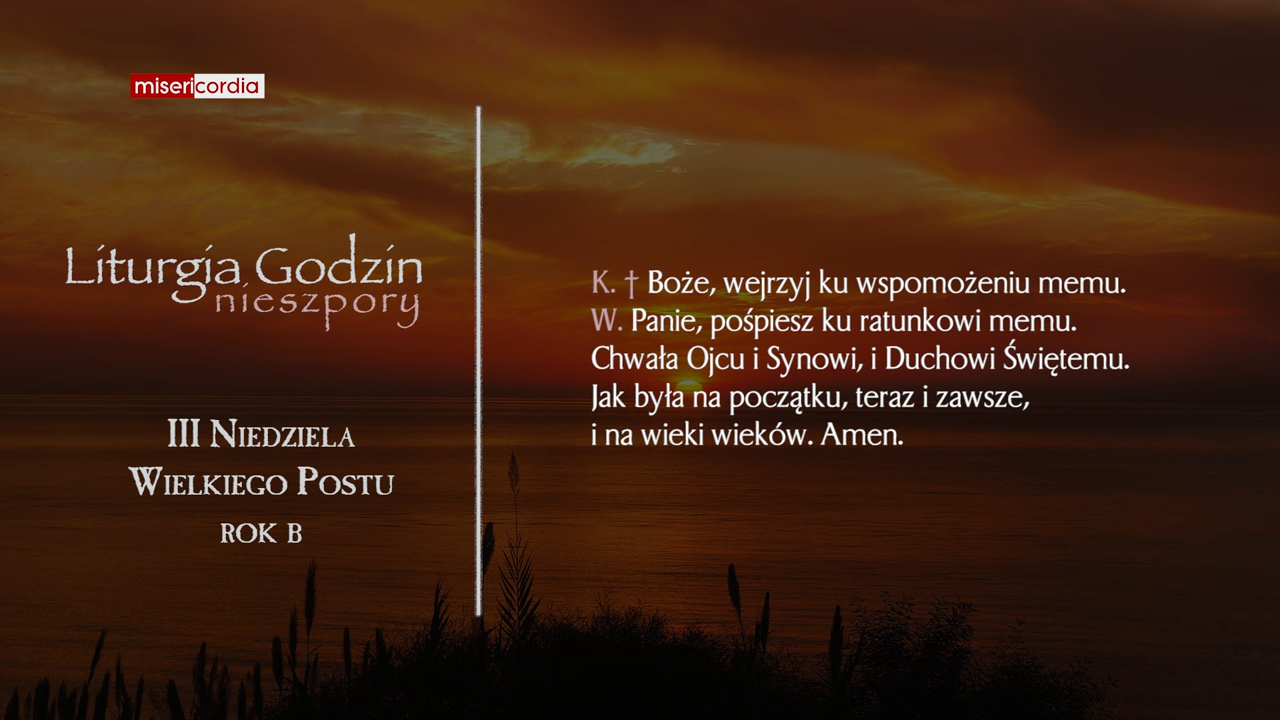 misericordia
Liturgia Godzin
nieszpory
III Niedziela
Wielkiego Postu
rok B
K. † Boże, wejrzyj ku wspomożeniu memu.
W. Panie, pośpiesz ku ratunkowi memu.
Chwała Ojcu i Synowi, i Duchowi Świętemu.
Jak była na początku, teraz i zawsze,
i na wieki wieków. Amen.